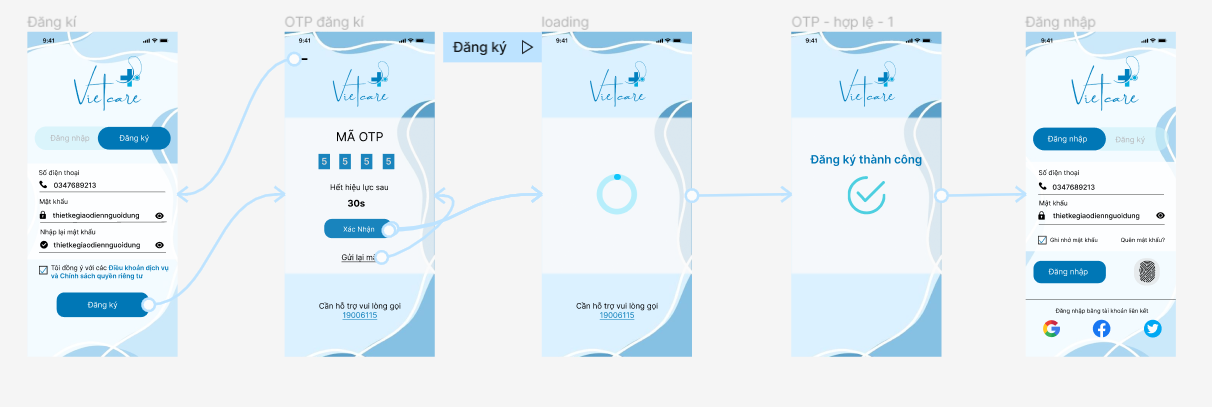 Đăng kí
9:41
Vietcare
Đăng nhập
Đăng ký
Số điện thoại
0347689213
Mật khẩu
thietkegiaodiennguoidung
Nhập lại mật khẩu
thietkegiaodiennguoidung
Tôi đồng ý với các Điều khoản dịch vụ
và Chính sách quyền riêng tư
Đăng ký
OTP đăng kí
9:41
Vietcare
MÃ OTP
5 5 5 5
Hết hiệu lực sau
30s
Xác Nhận
Gửi lại mã
Cần hỗ trợ vui lòng gọi
19006115
Đăng ký
loading
9:41
Vietcare
Cần hỗ trợ vui lòng gọi
19006115
OTP - hợp lệ - 1
9:41
Vietcare
Đăng ký thành công
Đăng nhập
9:41
Vietcare
Đăng nhập
Đăng ký
Số điện thoại
0347689213
Mật khẩu
thietkegiaodiennguoidung
Ghi nhớ mật khẩu
Quên mật khẩu?
Đăng nhập
Đăng nhập bằng tài khoản liên kết